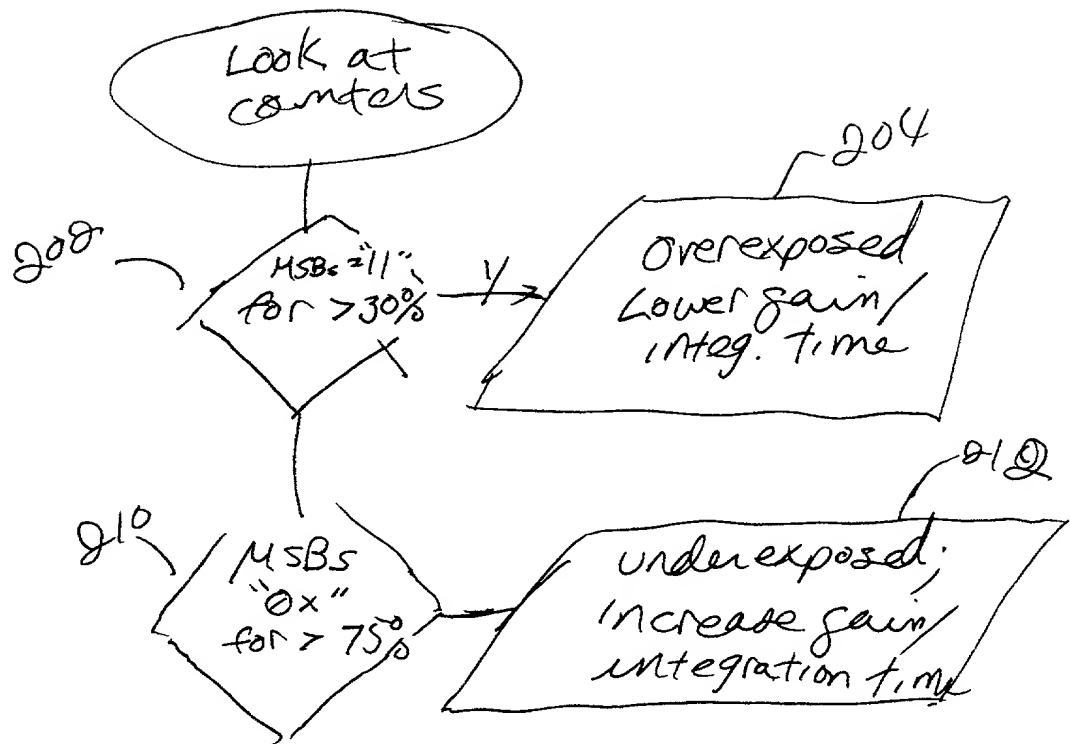 Look at
counters
204
202
MSBs="11"
for >30%
Y
overexposed
Lower gain/
integ. time
212
210
MSBs
"0x"
for > 75%
underexposed;
increase gain/
integration time